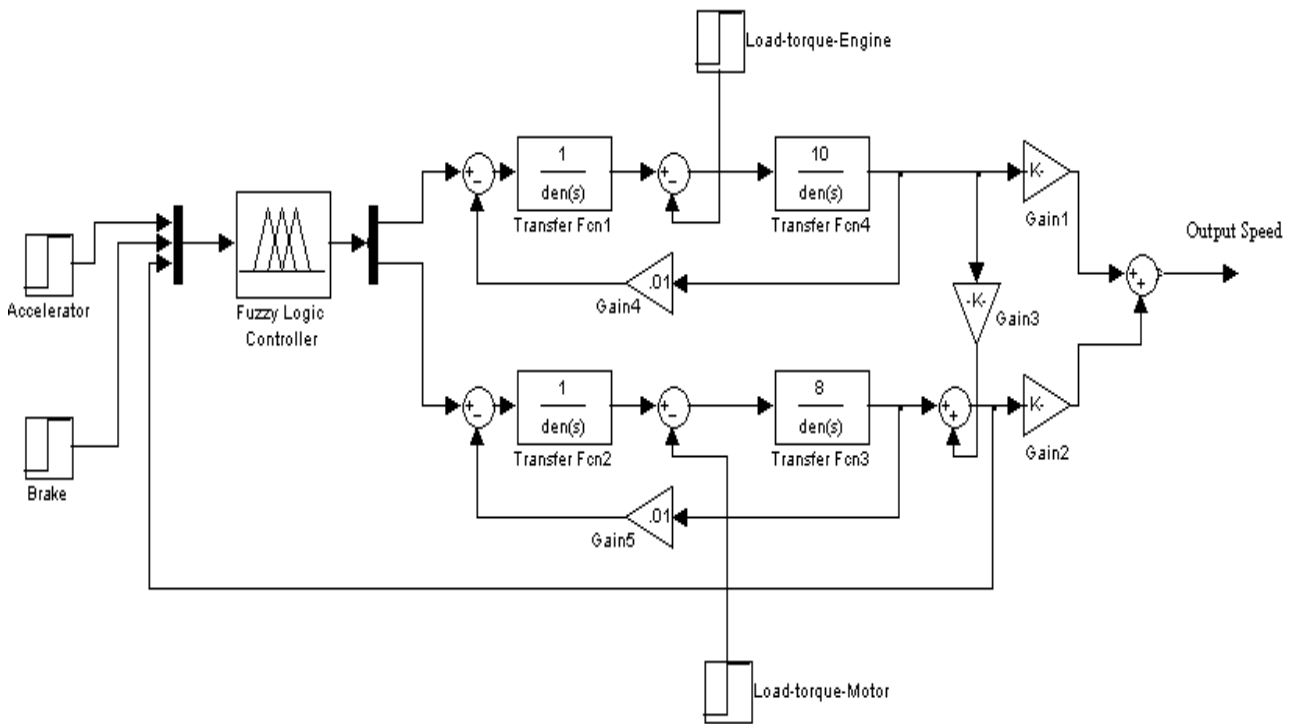 Load-torque-Engine
1
den(s)
Transfer Fcn1
10
den(s)
Transfer Fcn4
K-
Gain1
Output Speed
Accelerator
Fuzzy Logic
Controller
.01
Gain4
-K-
Gain3
1
den(s)
Transfer Fcn2
8
den(s)
Transfer Fcn3
K-
Gain2
Brake
.01
Gain5
Load-torque-Motor